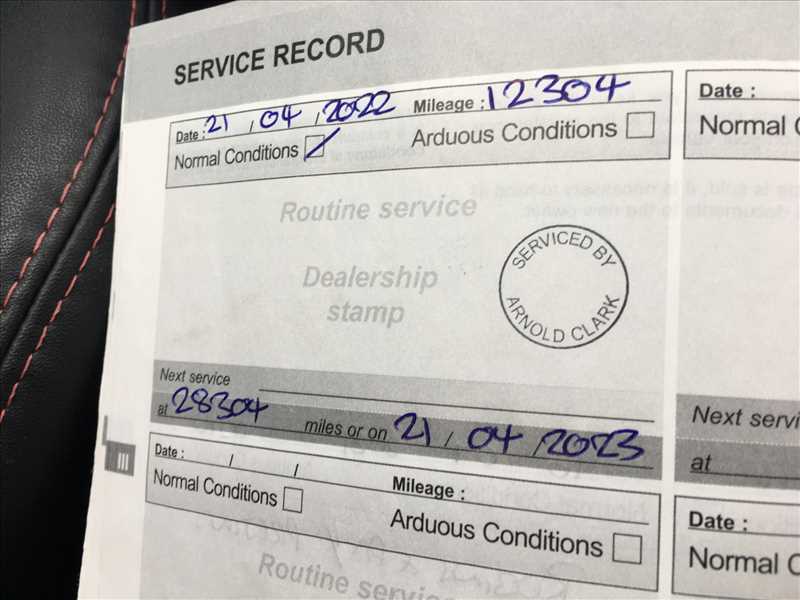 SERVICE RECORD
Date : 21 / 04 / 2022 Mileage : 12304
Normal Conditions Arduous Conditions
Routine service
Dealership
stamp
SERVICED BY
ARNOLD CLARK
Next service
at 28304 miles or on 21 / 04 / 2023
Date : / / Mileage :
Normal Conditions Arduous Conditions
Routine service
Date :
Normal C
Next servi
at
Date :
Normal C
III